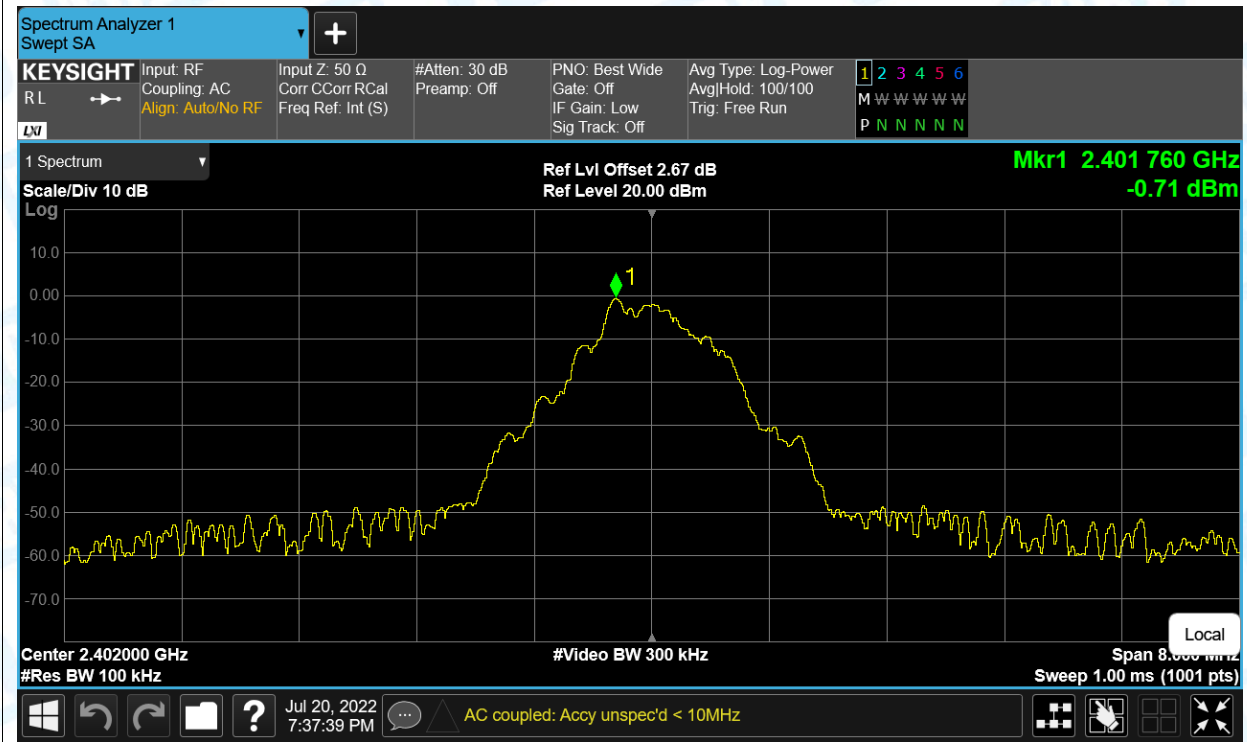 Spectrum Analyzer 1
Swept SA
KEYSIGHT
R L
LXI
Input: RF
Coupling: AC
Align: Auto/No RF
Input Z: 50 Ω
Corr CCorr RCal
Freq Ref: Int (S)
#Atten: 30 dB
Preamp: Off
PNO: Best Wide
Gate: Off
IF Gain: Low
Sig Track: Off
Avg Type: Log-Power
Avg|Hold: 100/100
Trig: Free Run
1 2 3 4 5 6
M W W W W W
P N N N N N
1 Spectrum
Scale/Div 10 dB
Log
Ref Lvl Offset 2.67 dB
Ref Level 20.00 dBm
Mkr1 2.401 760 GHz
-0.71 dBm
10.0
0.00
-10.0
-20.0
-30.0
-40.0
-50.0
-60.0
-70.0
1
Center 2.402000 GHz
#Res BW 100 kHz
#Video BW 300 kHz
Span 8.000 MHz
Sweep 1.00 ms (1001 pts)
Local
?
Jul 20, 2022
7:37:39 PM
AC coupled: Accy unspec'd < 10MHz